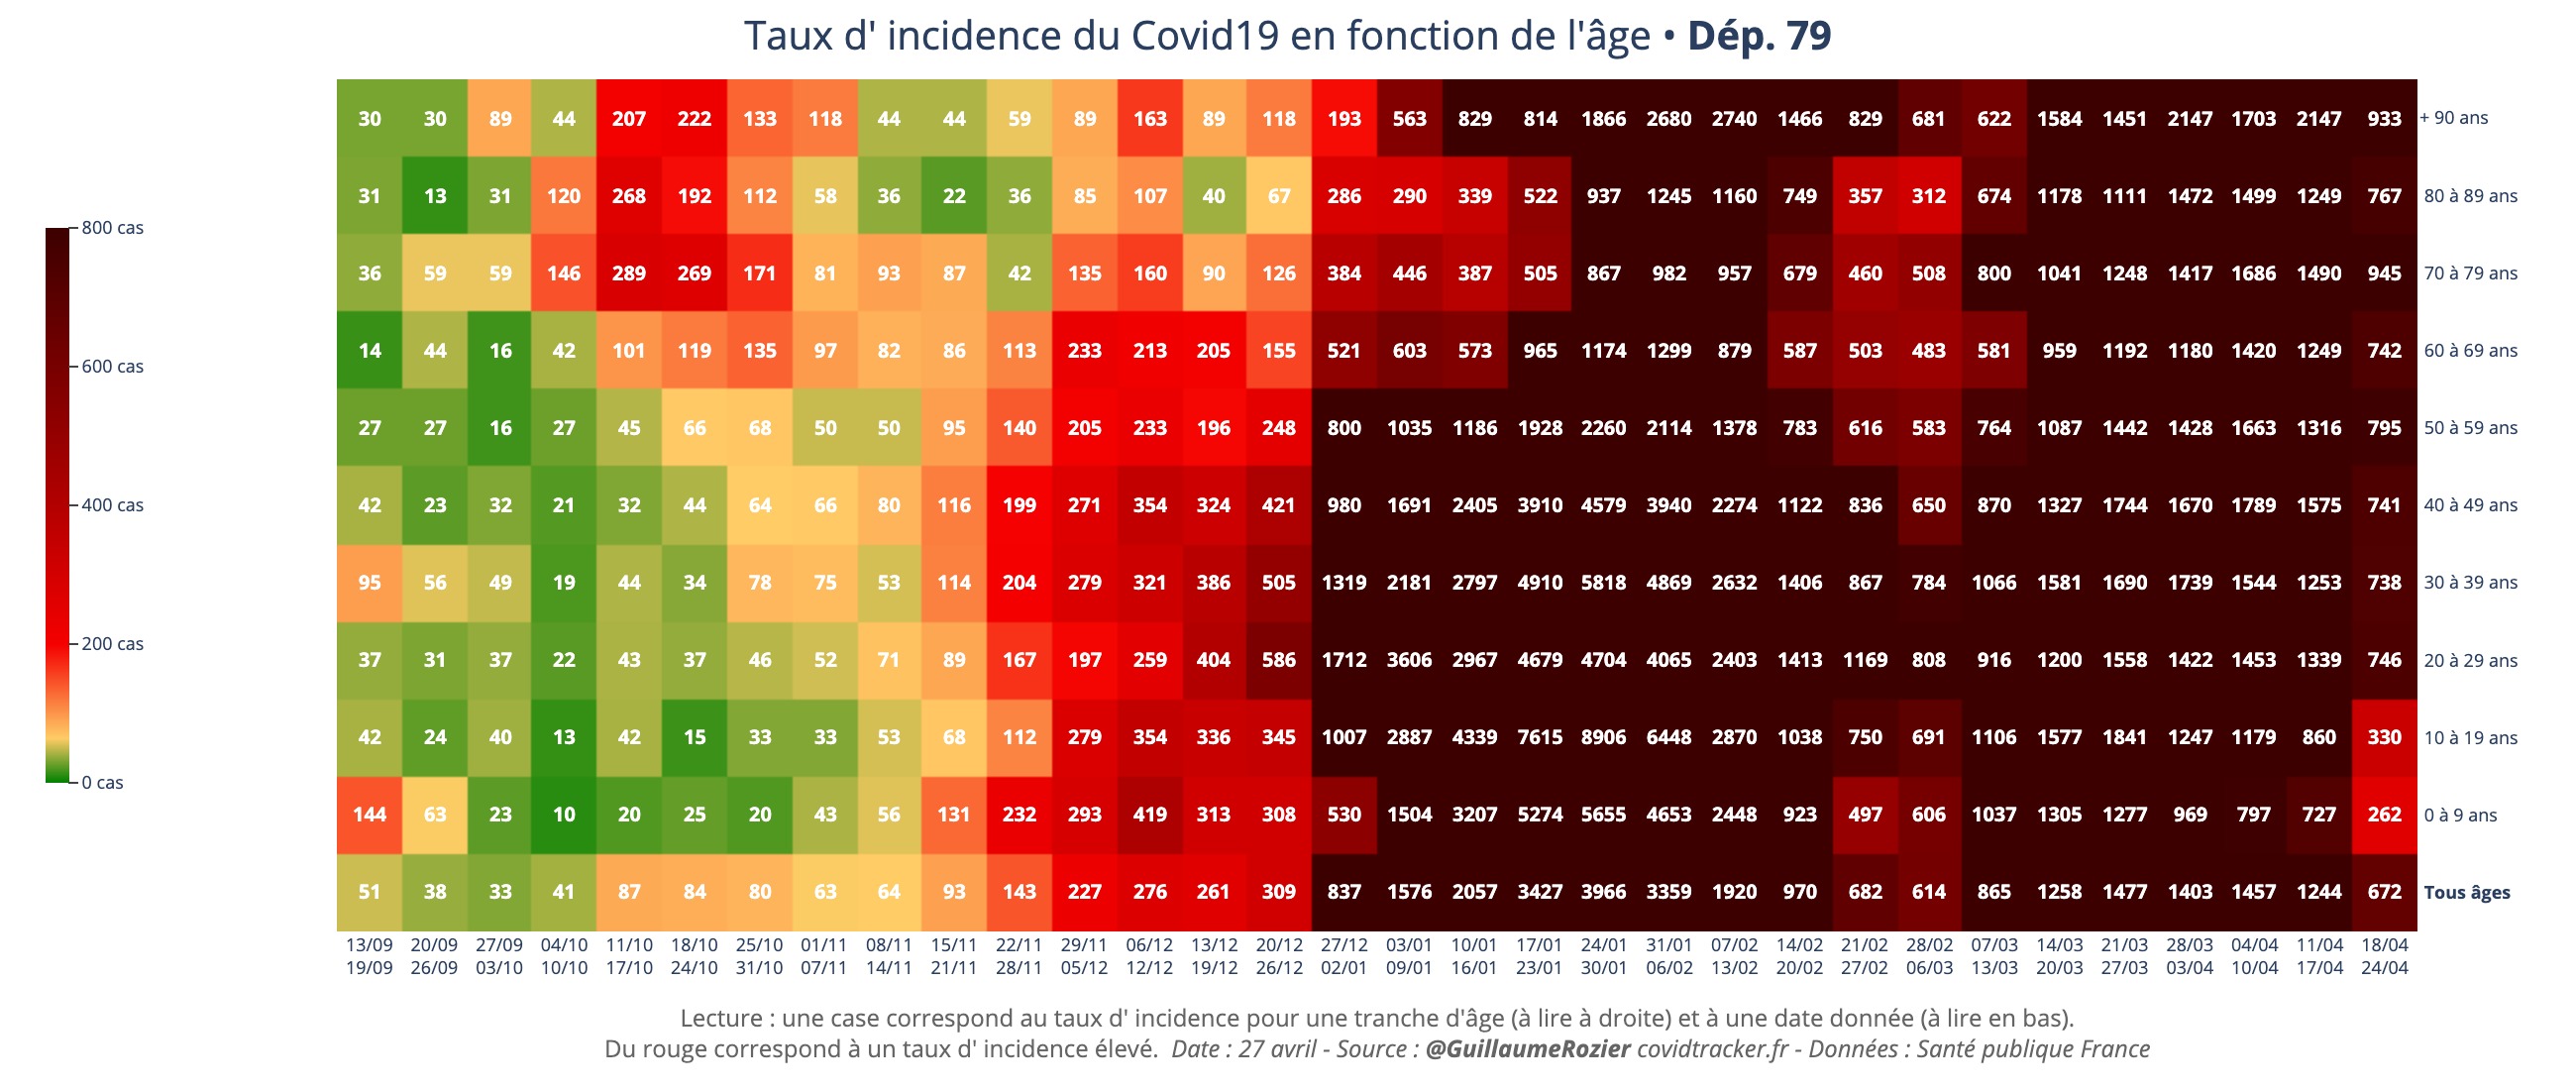 Taux d' incidence du Covid19 en fonction de l'âge • Dép. 79
30 30 89 44 207 222 133 118 44 44 59 89 163 89 118 193 563 829 814 1866 2680 2740 1466 829 681 622 1584 1451 2147 1703 2147 933 + 90 ans
31 13 31 120 268 192 112 58 36 22 36 85 107 40 67 286 290 339 522 937 1245 1160 749 357 312 674 1178 1111 1472 1499 1249 767 80 à 89 ans
800 cas
36 59 59 146 289 269 171 81 93 87 42 135 160 90 126 384 446 387 505 867 982 957 679 460 508 800 1041 1248 1417 1686 1490 945 70 à 79 ans
14 44 16 42 101 119 135 97 82 86 113 233 213 205 155 521 603 573 965 1174 1299 879 587 503 483 581 959 1192 1180 1420 1249 742 60 à 69 ans
600 cas
27 27 16 27 45 66 68 50 50 95 140 205 233 196 248 800 1035 1186 1928 2260 2114 1378 783 616 583 764 1087 1442 1428 1663 1316 795 50 à 59 ans
400 cas
42 23 32 21 32 44 64 66 80 116 199 271 354 324 421 980 1691 2405 3910 4579 3940 2274 1122 836 650 870 1327 1744 1670 1789 1575 741 40 à 49 ans
95 56 49 19 44 34 78 75 53 114 204 279 321 386 505 1319 2181 2797 4910 5818 4869 2632 1406 867 784 1066 1581 1690 1739 1544 1253 738 30 à 39 ans
200 cas
37 31 37 22 43 37 46 52 71 89 167 197 259 404 586 1712 3606 2967 4679 4704 4065 2403 1413 1169 808 916 1200 1558 1422 1453 1339 746 20 à 29 ans
42 24 40 13 42 15 33 33 53 68 112 279 354 336 345 1007 2887 4339 7615 8906 6448 2870 1038 750 691 1106 1577 1841 1247 1179 860 330 10 à 19 ans
0 cas
144 63 23 10 20 25 20 43 56 131 232 293 419 313 308 530 1504 3207 5274 5655 4653 2448 923 497 606 1037 1305 1277 969 797 727 262 0 à 9 ans
51 38 33 41 87 84 80 63 64 93 143 227 276 261 309 837 1576 2057 3427 3966 3359 1920 970 682 614 865 1258 1477 1403 1457 1244 672 Tous âges
13/09 20/09 27/09 04/10 11/10 18/10 25/10 01/11 08/11 15/11 22/11 29/11 06/12 13/12 20/12 27/12 03/01 10/01 17/01 24/01 31/01 07/02 14/02 21/02 28/02 07/03 14/03 21/03 28/03 04/04 11/04 18/04
19/09 26/09 03/10 10/10 17/10 24/10 31/10 07/11 14/11 21/11 28/11 05/12 12/12 19/12 26/12 02/01 09/01 16/01 23/01 30/01 06/02 13/02 20/02 27/02 06/03 13/03 20/03 27/03 03/04 10/04 17/04 24/04
Lecture : une case correspond au taux d' incidence pour une tranche d'âge (à lire à droite) et à une date donnée (à lire en bas).
Du rouge correspond à un taux d' incidence élevé. Date : 27 avril - Source : @GuillaumeRozier covidtracker.fr - Données : Santé publique France